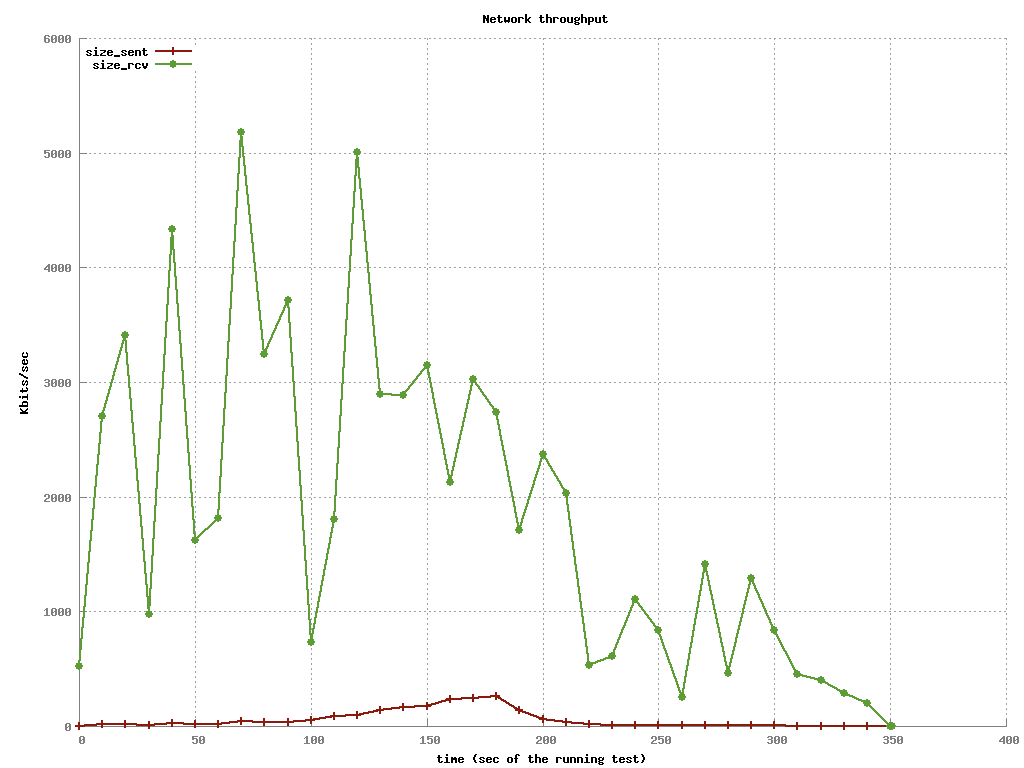 Network throughput
6000
size_sent
size_rcv
5000
4000
3000
Kbits/sec
2000
1000
0
0 50 100 150 200 250 300 350 400
time (sec of the running test)